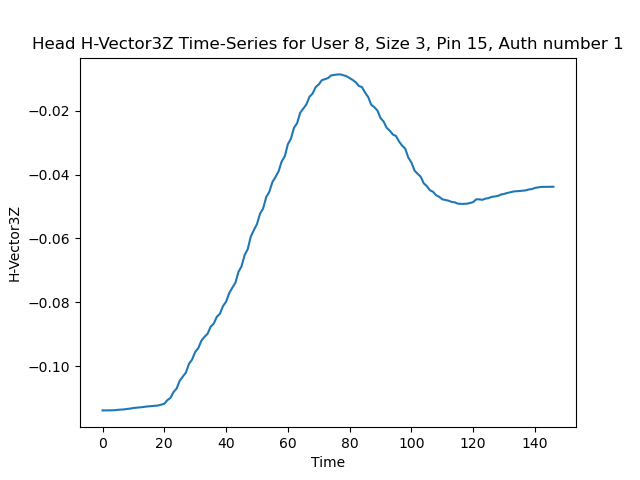 Head H-Vector3Z Time-Series for User 8, Size 3, Pin 15, Auth number 1
−0.02
−0.04
−0.06
−0.08
−0.10
H-Vector3Z
0 20 40 60 80 100 120 140
Time